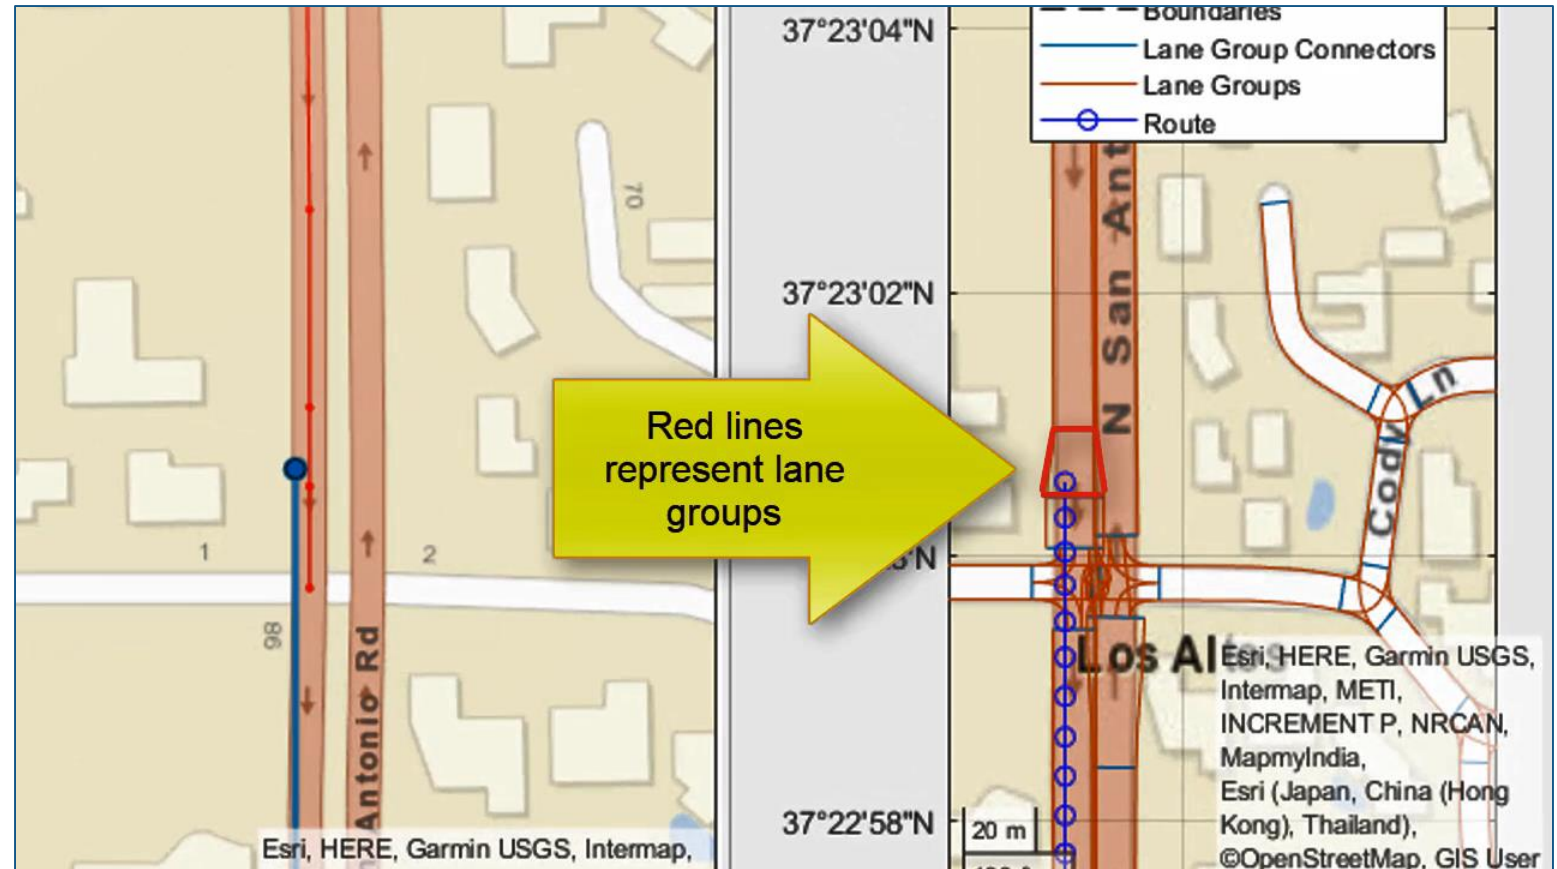 70
1
2
98
Antonio Rd
Esri, HERE, Garmin USGS, Intermap,
Red lines
represent lane
groups
37°23'04"N
37°23'02"N
37°22'58"N
Boundaries
Lane Group Connectors
Lane Groups
Route
N San Ant
Cody Ln
Los Altos
20 m
Esri, HERE, Garmin USGS,
Intermap, METI,
INCREMENT P, NRCAN,
MapmyIndia,
Esri (Japan, China (Hong
Kong), Thailand),
©OpenStreetMap, GIS User